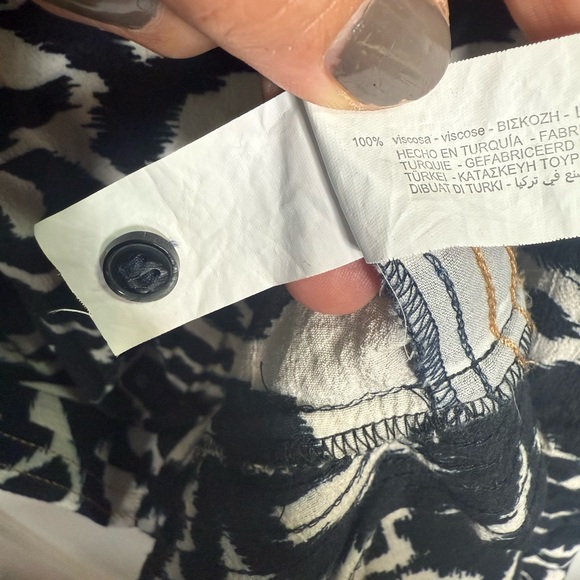 100% viscosa - viscose - ΒΙΣΚΟΖΗ -
HECHO EN TURQUÍA - FABR
TURQUIE - GEFABRICEERD
TÜRKEI - ΚΑΤΑΣΚΕΥΗ ΤΟΥΡ
DIBUAT DI TURKI - صنع في تركيا